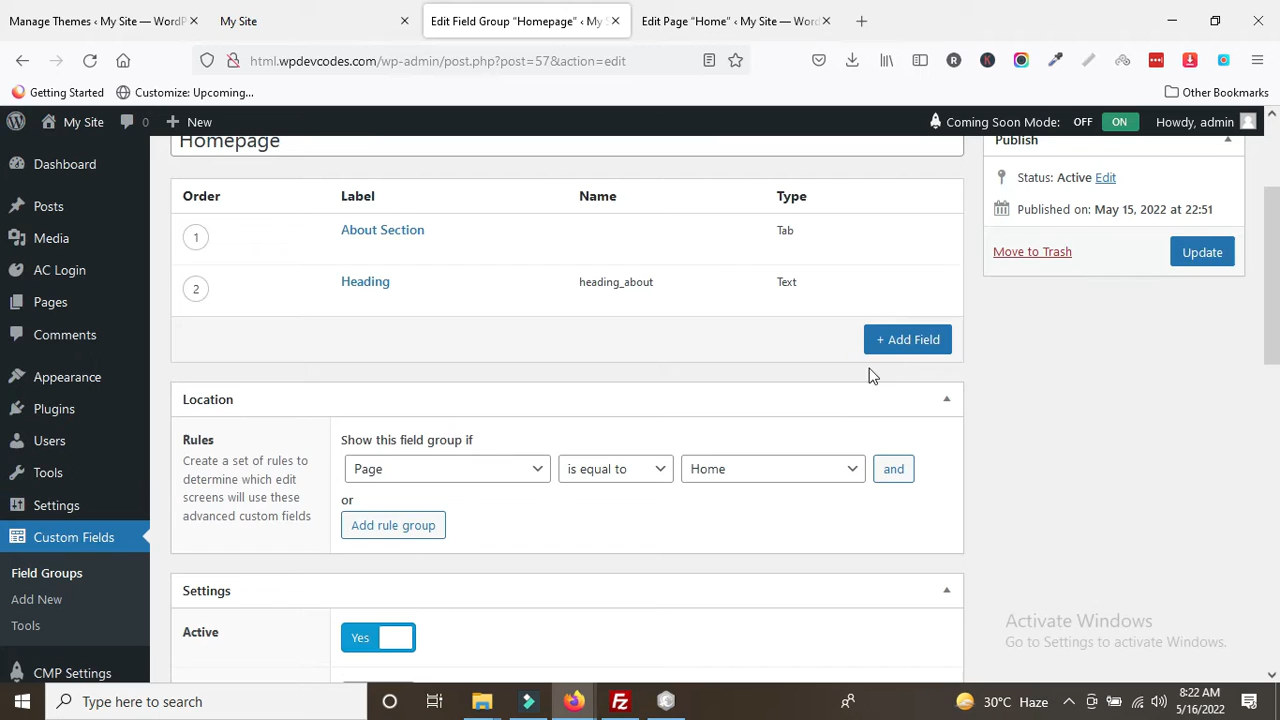 Manage Themes ‹ My Site — WordP
My Site
Edit Field Group “Homepage” ‹ My S
Edit Page “Home” ‹ My Site — Word
html.wpdevcodes.com/wp-admin/post.php?post=57&action=edit
Getting Started
Customize: Upcoming...
Other Bookmarks
My Site
0
New
Coming Soon Mode:
OFF
ON
Howdy, admin
Dashboard
Posts
Media
AC Login
Pages
Comments
Appearance
Plugins
Users
Tools
Settings
Custom Fields
Field Groups
Add New
Tools
CMP Settings
Homepage
Order
Label
Name
Type
1
About Section
Tab
2
Heading
heading_about
Text
+ Add Field
Location
Rules
Create a set of rules to
determine which edit
screens will use these
advanced custom fields
Show this field group if
Page
is equal to
Home
and
or
Add rule group
Settings
Active
Yes
Publish
Status: Active Edit
Published on: May 15, 2022 at 22:51
Move to Trash
Update
Activate Windows
Go to Settings to activate Windows.
Type here to search
30°C Haze
8:22 AM
5/16/2022